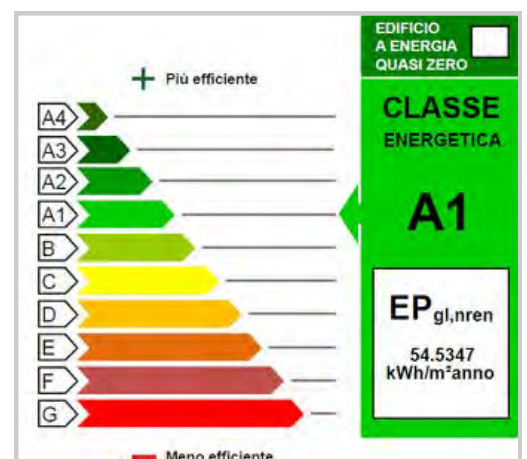 EDIFICIO
A ENERGIA
QUASI ZERO
+ Più efficiente
CLASSE
ENERGETICA
A1
A4
A3
A2
A1
B
C
D
E
F
G
EPgl,nren
54.5347
kWh/m²anno
Meno efficiente